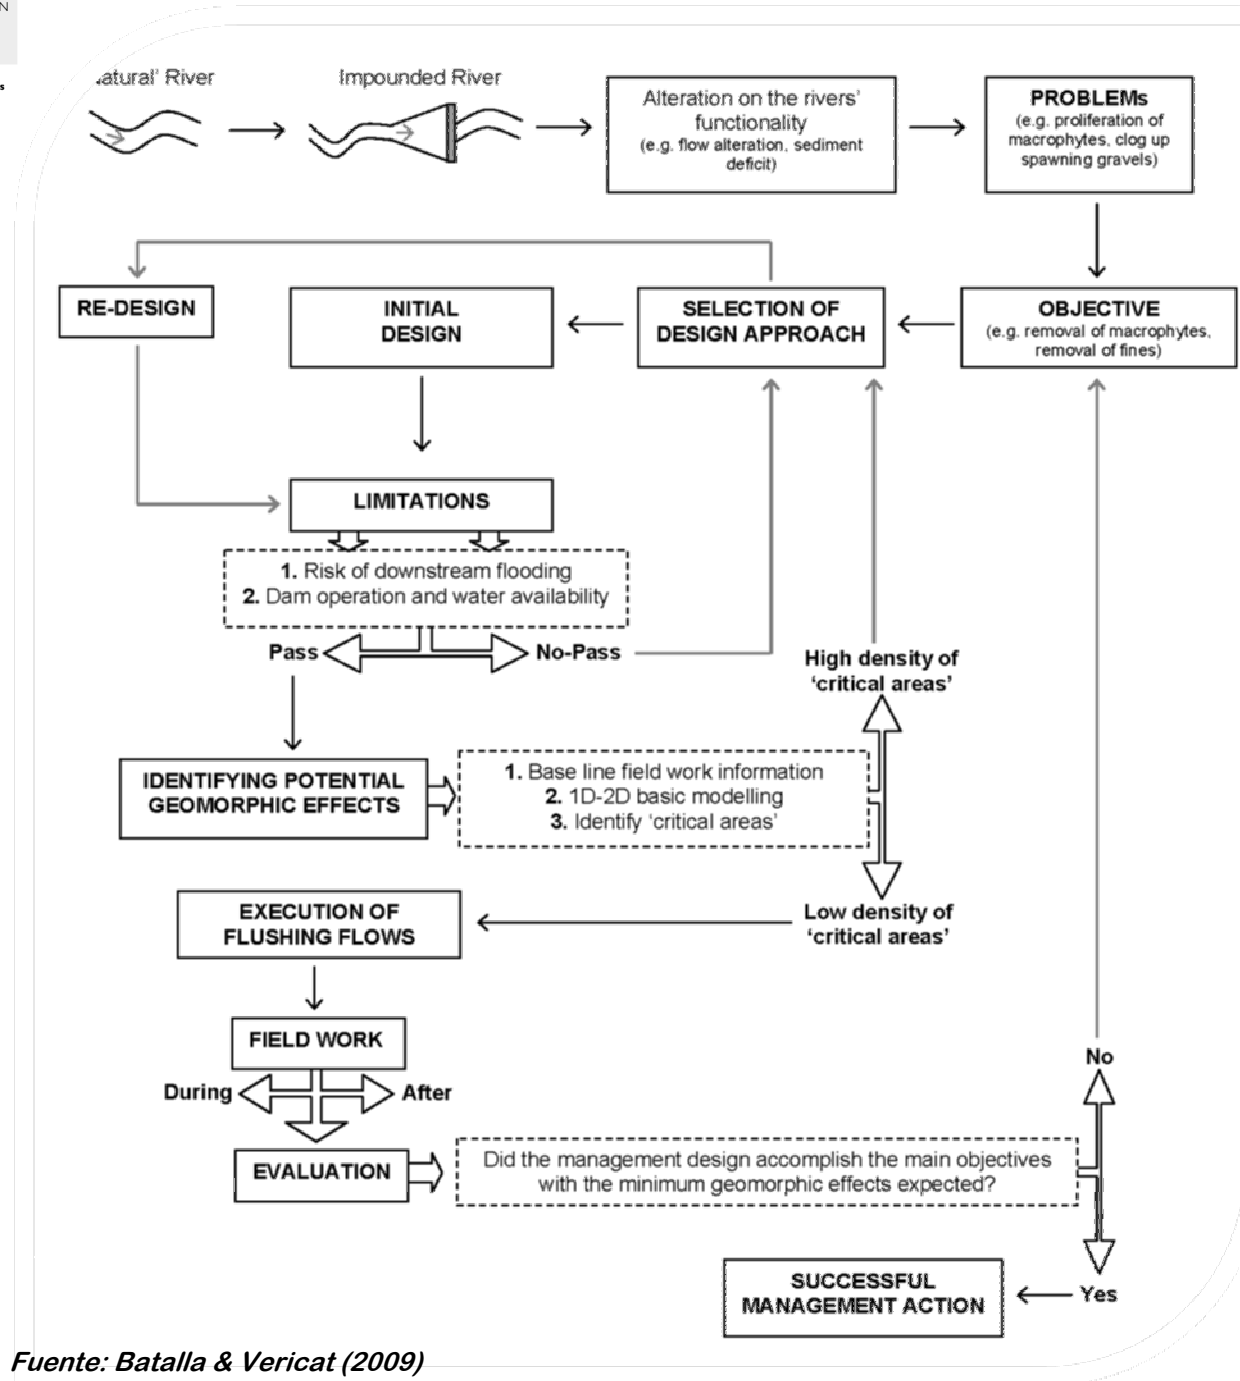 N
s
atural' River
Impounded River
Alteration on the rivers'
functionality
(e.g. flow alteration, sediment
deficit)
PROBLEMs
(e.g. proliferation of
macrophytes, clog up
spawning gravels)
RE-DESIGN
INITIAL
DESIGN
SELECTION OF
DESIGN APPROACH
OBJECTIVE
(e.g. removal of macrophytes,
removal of fines)
LIMITATIONS
1. Risk of downstream flooding
2. Dam operation and water availability
Pass
No-Pass
High density of
'critical areas'
IDENTIFYING POTENTIAL
GEOMORPHIC EFFECTS
1. Base line field work information
2. 1D-2D basic modelling
3. Identify 'critical areas'
EXECUTION OF
FLUSHING FLOWS
Low density of
'critical areas'
FIELD WORK
During
After
No
EVALUATION
Did the management design accomplish the main objectives
with the minimum geomorphic effects expected?
SUCCESSFUL
MANAGEMENT ACTION
Yes
Fuente: Batalla & Vericat (2009)